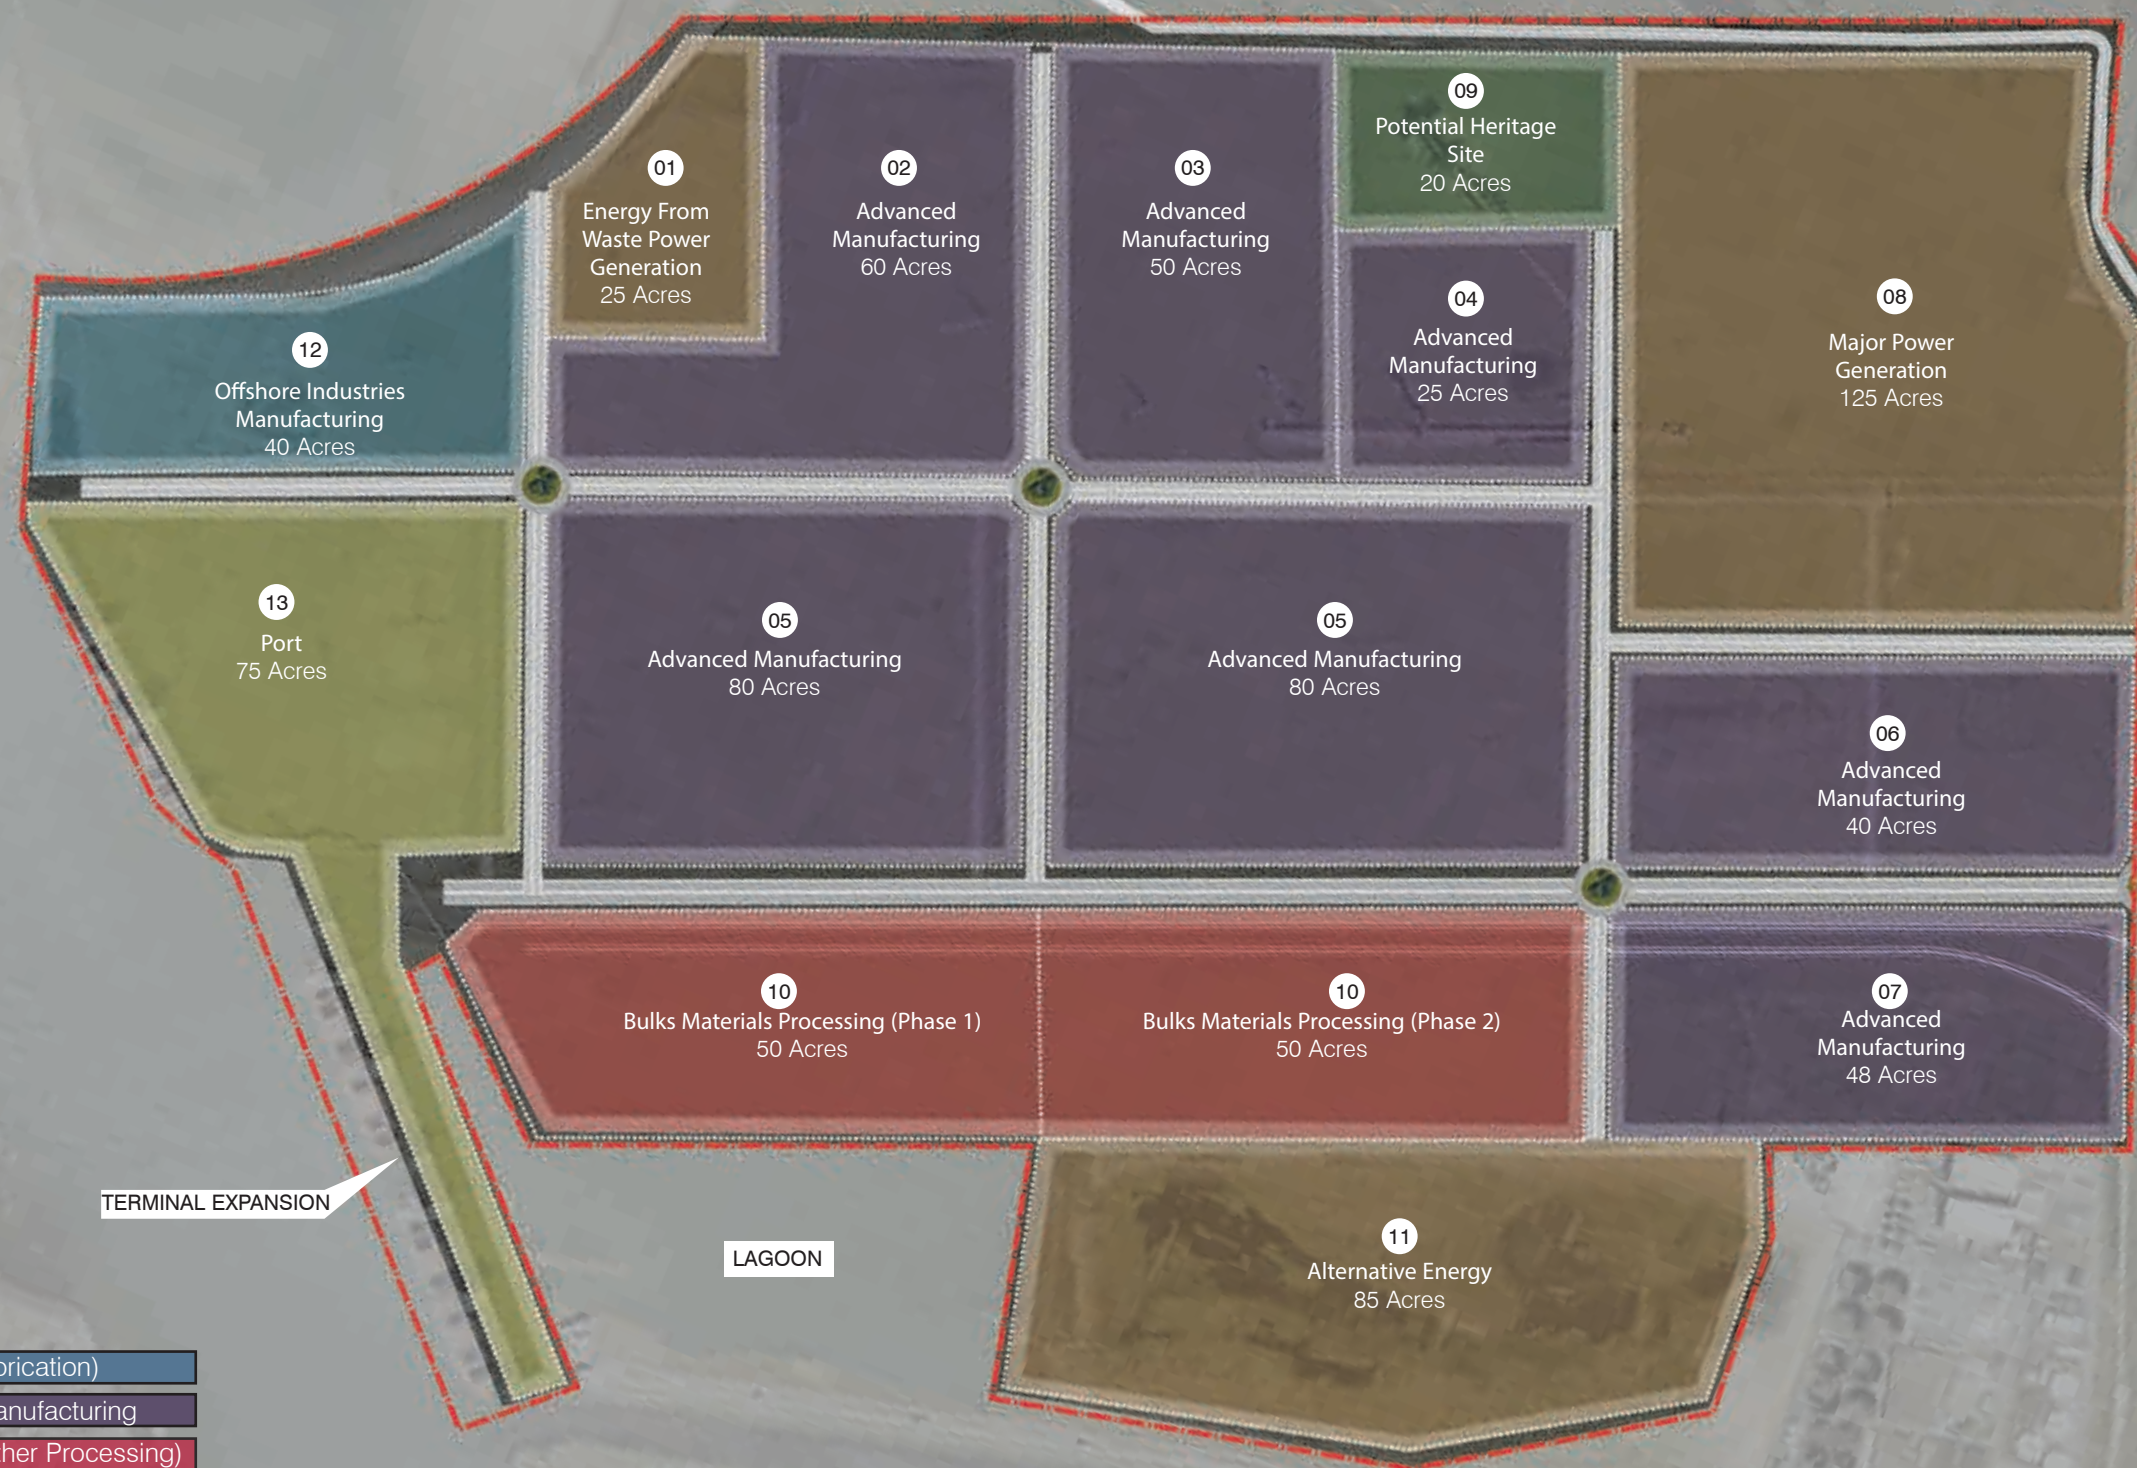 01
Energy From
Waste Power
Generation
25 Acres
02
Advanced
Manufacturing
60 Acres
03
Advanced
Manufacturing
50 Acres
09
Potential Heritage
Site
20 Acres
04
Advanced
Manufacturing
25 Acres
08
Major Power
Generation
125 Acres
12
Offshore Industries
Manufacturing
40 Acres
13
Port
75 Acres
05
Advanced Manufacturing
80 Acres
05
Advanced Manufacturing
80 Acres
06
Advanced
Manufacturing
40 Acres
10
Bulks Materials Processing (Phase 1)
50 Acres
10
Bulks Materials Processing (Phase 2)
50 Acres
07
Advanced
Manufacturing
48 Acres
TERMINAL EXPANSION
LAGOON
11
Alternative Energy
85 Acres
brication)
anufacturing
ther Processing)